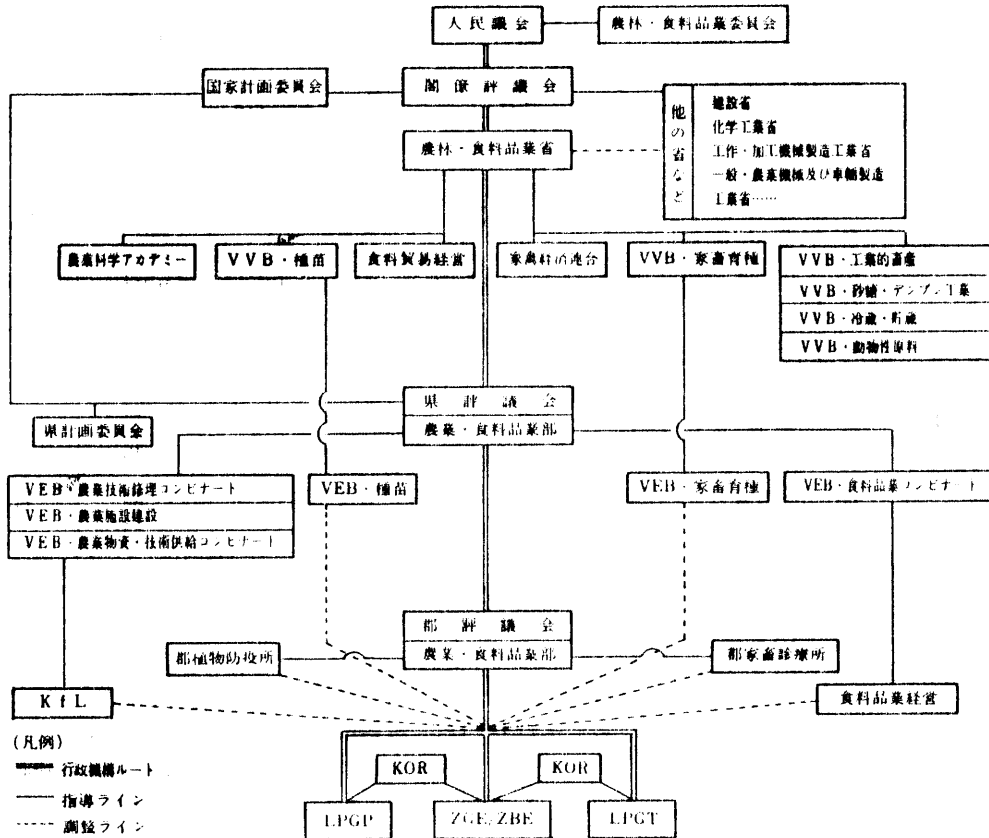 人民議会
農林・食料品業委員会
国家計画委員会
閣僚評議会
他の省など
建設省
化学工業省
工作・加工機械製造工業省
一般・農業機械及び車輌製造
工業省……
農林・食料品業省
農業科学アカデミー
VVB・種苗
食料貿易経営
家禽経済連合
VVB・家畜育種
VVB・工業的畜産
VVB・砂糖・デンプン工業
VVB・冷蔵・貯蔵
VVB・動物性原料
県評議会
農業・食料品業部
県計画委員会
VEB・農業技術修理コンビナート
VEB・農業施設建設
VEB・農業物資・技術供給コンビナート
VEB・種苗
VEB・家畜育種
VEB・食料品業コンビナート
郡評議会
農業・食料品業部
郡植物防疫所
郡家畜診療所
KfL
食料品業経営
(凡例)
行政機構ルート
指導ライン
調整ライン
KOR
KOR
LPGP
ZGE/ZBE
LPGT